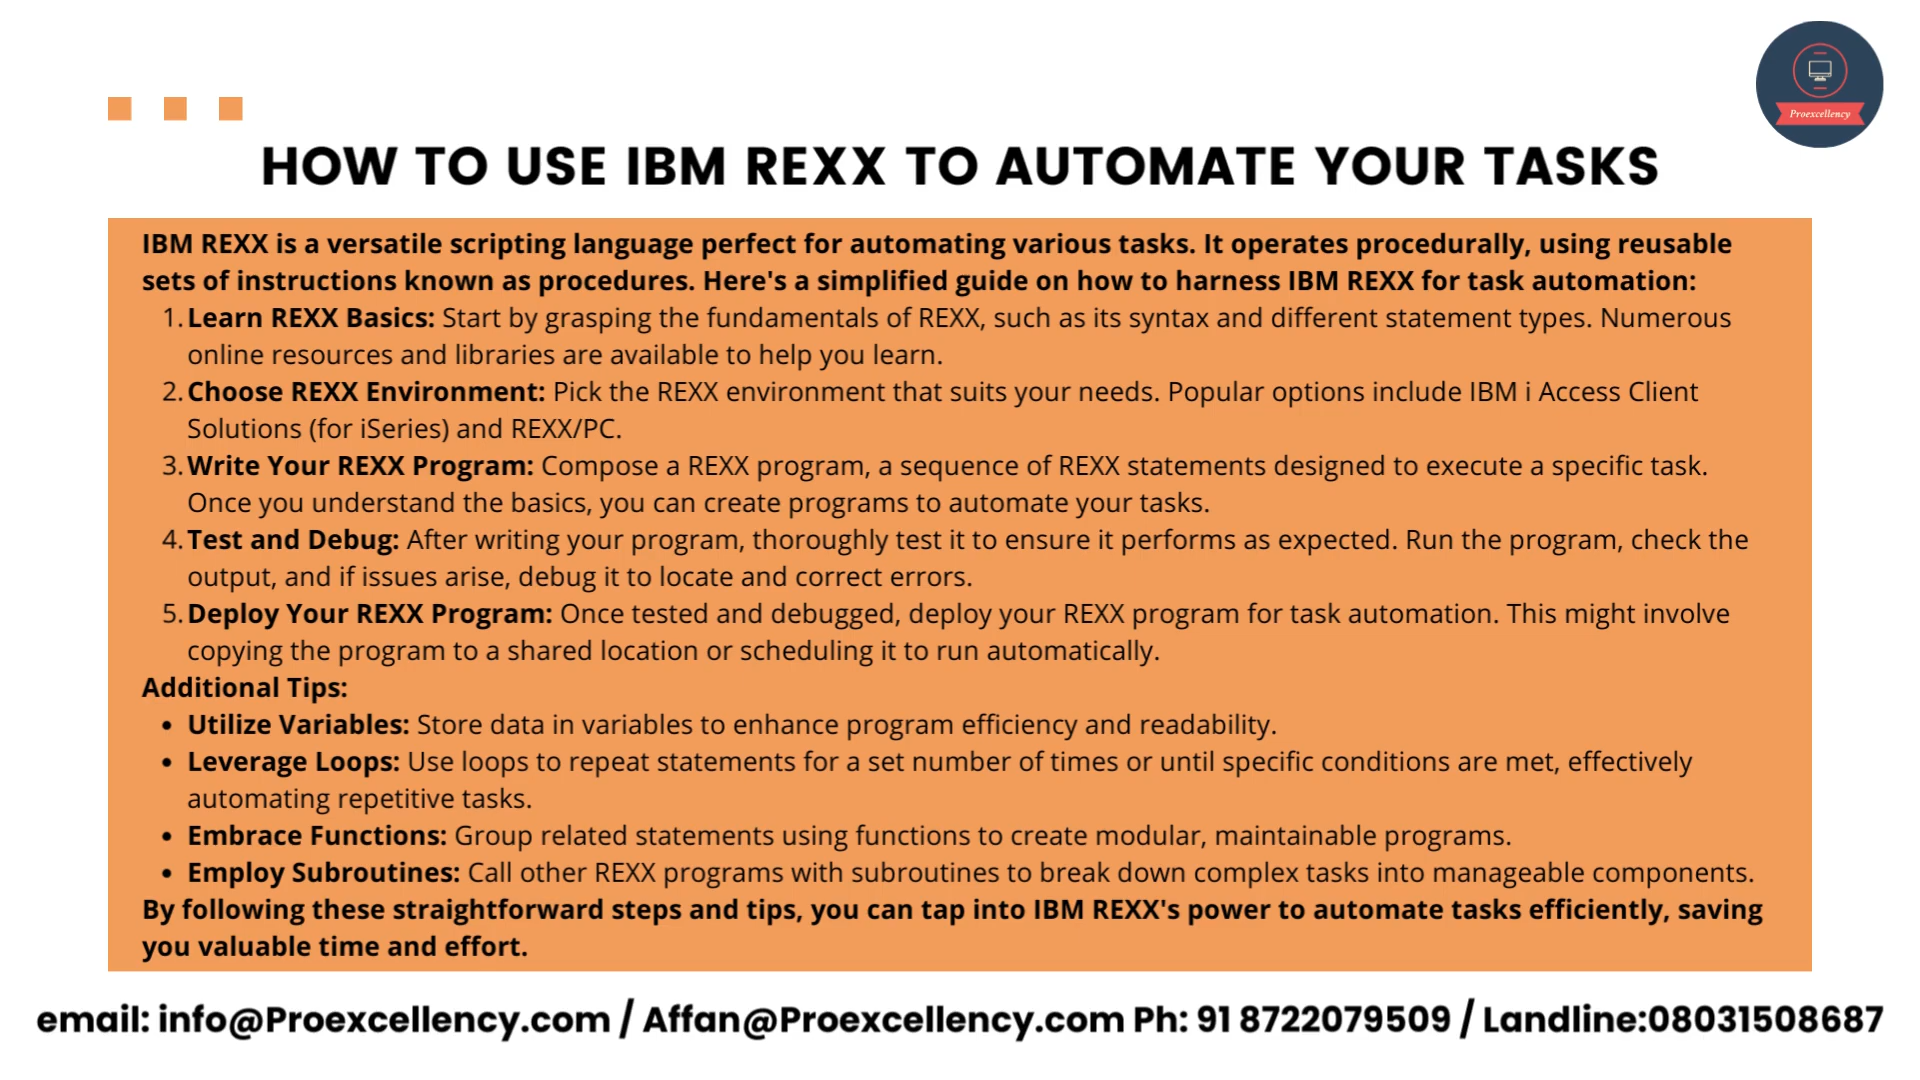 Proexcellency
HOW TO USE IBM REXX TO AUTOMATE YOUR TASKS
IBM REXX is a versatile scripting language perfect for automating various tasks. It operates procedurally, using reusable
sets of instructions known as procedures. Here's a simplified guide on how to harness IBM REXX for task automation:
1. Learn REXX Basics: Start by grasping the fundamentals of REXX, such as its syntax and different statement types. Numerous
online resources and libraries are available to help you learn.
2. Choose REXX Environment: Pick the REXX environment that suits your needs. Popular options include IBM i Access Client
Solutions (for iSeries) and REXX/PC.
3. Write Your REXX Program: Compose a REXX program, a sequence of REXX statements designed to execute a specific task.
Once you understand the basics, you can create programs to automate your tasks.
4. Test and Debug: After writing your program, thoroughly test it to ensure it performs as expected. Run the program, check the
output, and if issues arise, debug it to locate and correct errors.
5. Deploy Your REXX Program: Once tested and debugged, deploy your REXX program for task automation. This might involve
copying the program to a shared location or scheduling it to run automatically.
Additional Tips:
• Utilize Variables: Store data in variables to enhance program efficiency and readability.
• Leverage Loops: Use loops to repeat statements for a set number of times or until specific conditions are met, effectively
automating repetitive tasks.
• Embrace Functions: Group related statements using functions to create modular, maintainable programs.
• Employ Subroutines: Call other REXX programs with subroutines to break down complex tasks into manageable components.
By following these straightforward steps and tips, you can tap into IBM REXX's power to automate tasks efficiently, saving
you valuable time and effort.
email: info@Proexcellency.com / Affan@Proexcellency.com Ph: 91 8722079509 / Landline:08031508687